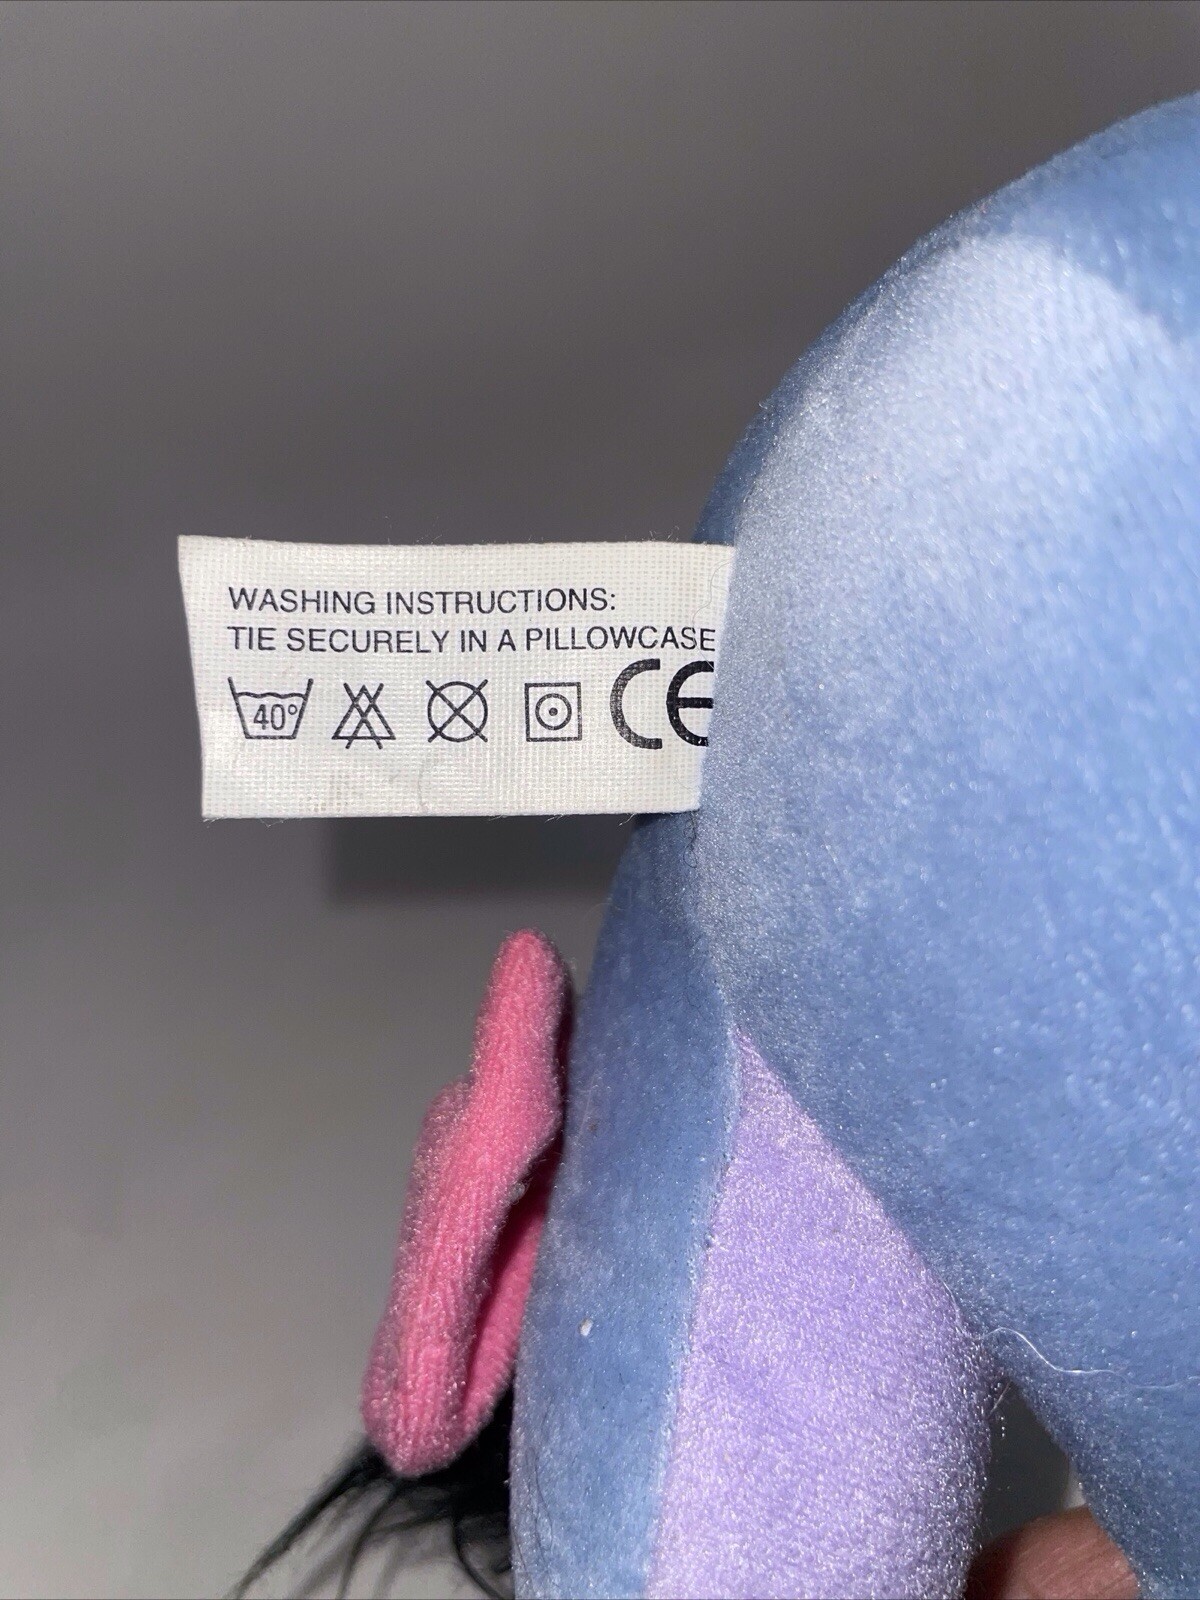 WASHING INSTRUCTIONS:
TIE SECURELY IN A PILLOWCASE
40° CE